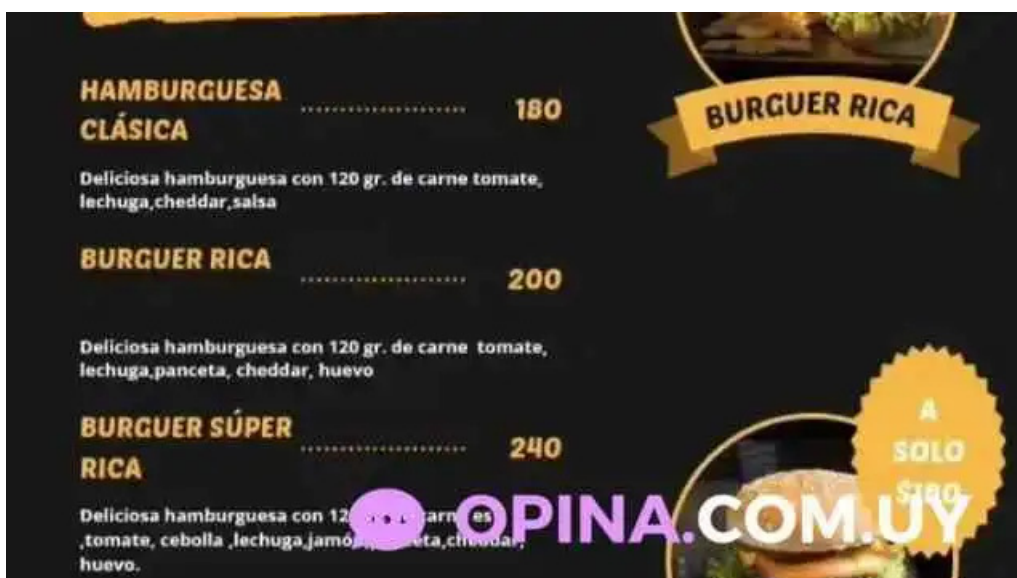 HAMBURGUESA
CLÁSICA
180
Deliciosa hamburguesa con 120 gr. de carne tomate,
lechuga,cheddar,salsa
BURGUER RICA
200
Deliciosa hamburguesa con 120 gr. de carne tomate,
lechuga,panceta, cheddar, huevo
BURGUER SÚPER
RICA
240
Deliciosa hamburguesa con
,tomate, cebolla ,lechuga,
huevo.
BURGUER RICA
A
SOLO
OPINA.COM.UY